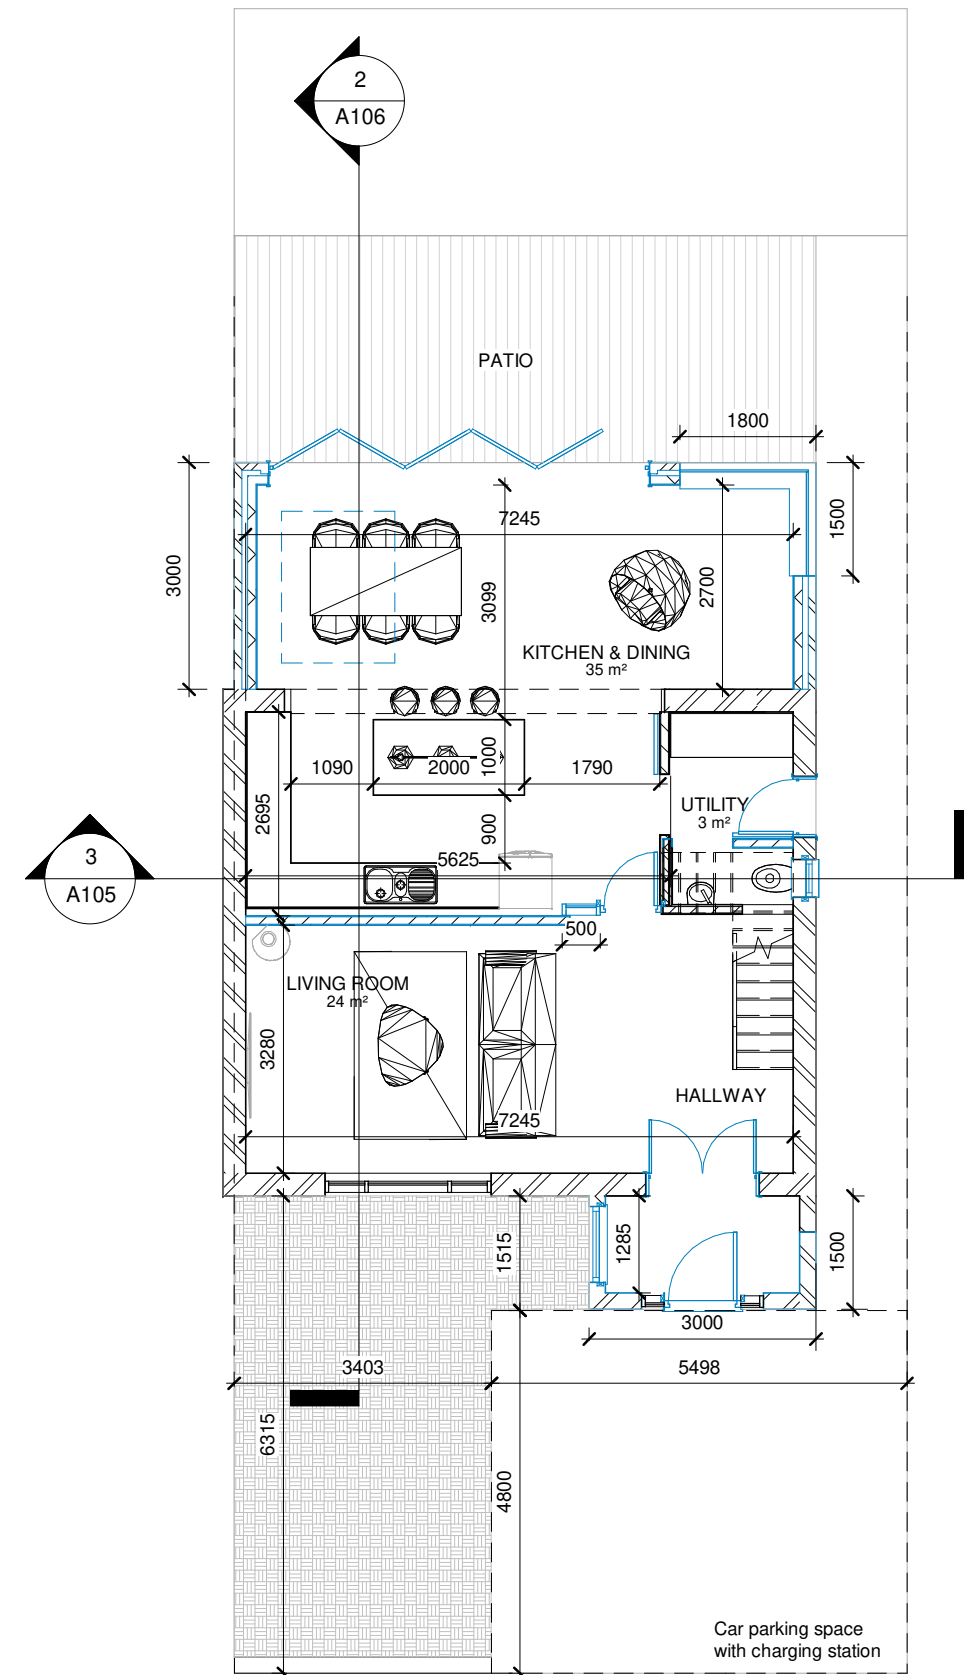 2
A106
PATIO
1800
7245
3000
1500
3099
2700
KITCHEN & DINING
35 m²
1090
2000
1000
1790
2695
900
UTILITY
3 m²
5625
3
A105
500
LIVING ROOM
24 m²
3280
HALLWAY
7245
1515
1285
1500
3000
3403
5498
6315
4800
Car parking space
with charging station